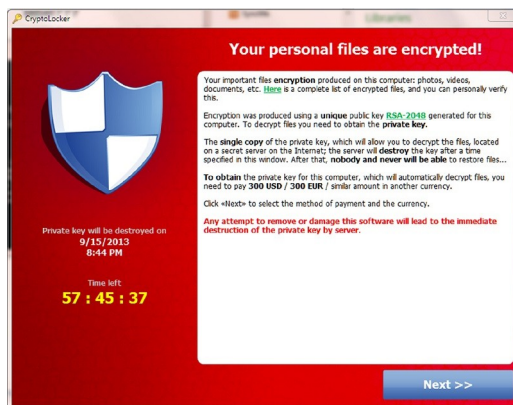 CryptoLocker
Libraries
Your personal files are encrypted!
Your important files encryption produced on this computer: photos, videos,
documents, etc. Here is a complete list of encrypted files, and you can personally verify
this.
Encryption was produced using a unique public key RSA-2048 generated for this
computer. To decrypt files you need to obtain the private key.
The single copy of the private key, which will allow you to decrypt the files, located
on a secret server on the Internet; the server will destroy the key after a time
specified in this window. After that, nobody and never will be able to restore files...
To obtain the private key for this computer, which will automatically decrypt files, you
need to pay 300 USD / 300 EUR / similar amount in another currency.
Click «Next» to select the method of payment and the currency.
Any attempt to remove or damage this software will lead to the immediate
destruction of the private key by server.
Private key will be destroyed on
9/15/2013
8:44 PM
Time left
57 : 45 : 37
Next >>